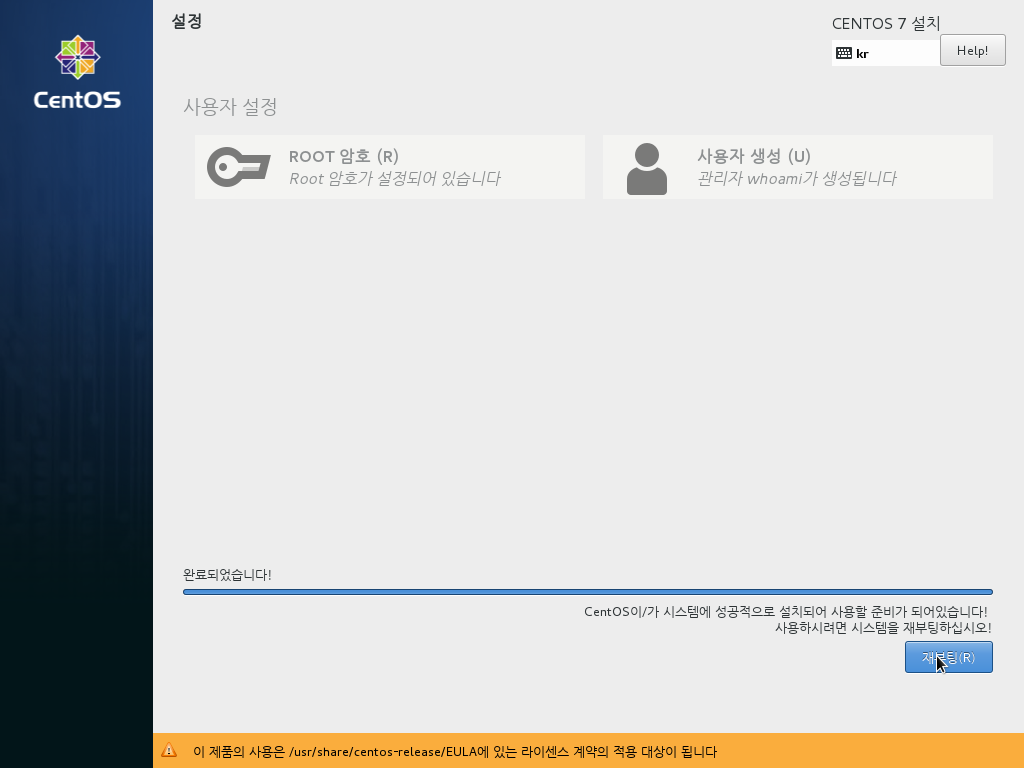 CentOS
설정
CENTOS 7 설치
kr
Help!
사용자 설정
ROOT 암호 (R)
Root 암호가 설정되어 있습니다
사용자 생성 (U)
관리자 whoami가 생성됩니다
완료되었습니다!
CentOS이/가 시스템에 성공적으로 설치되어 사용할 준비가 되어있습니다!
사용하시려면 시스템을 재부팅하십시오!
재부팅(R)
이 제품의 사용은 /usr/share/centos-release/EULA에 있는 라이센스 계약의 적용 대상이 됩니다